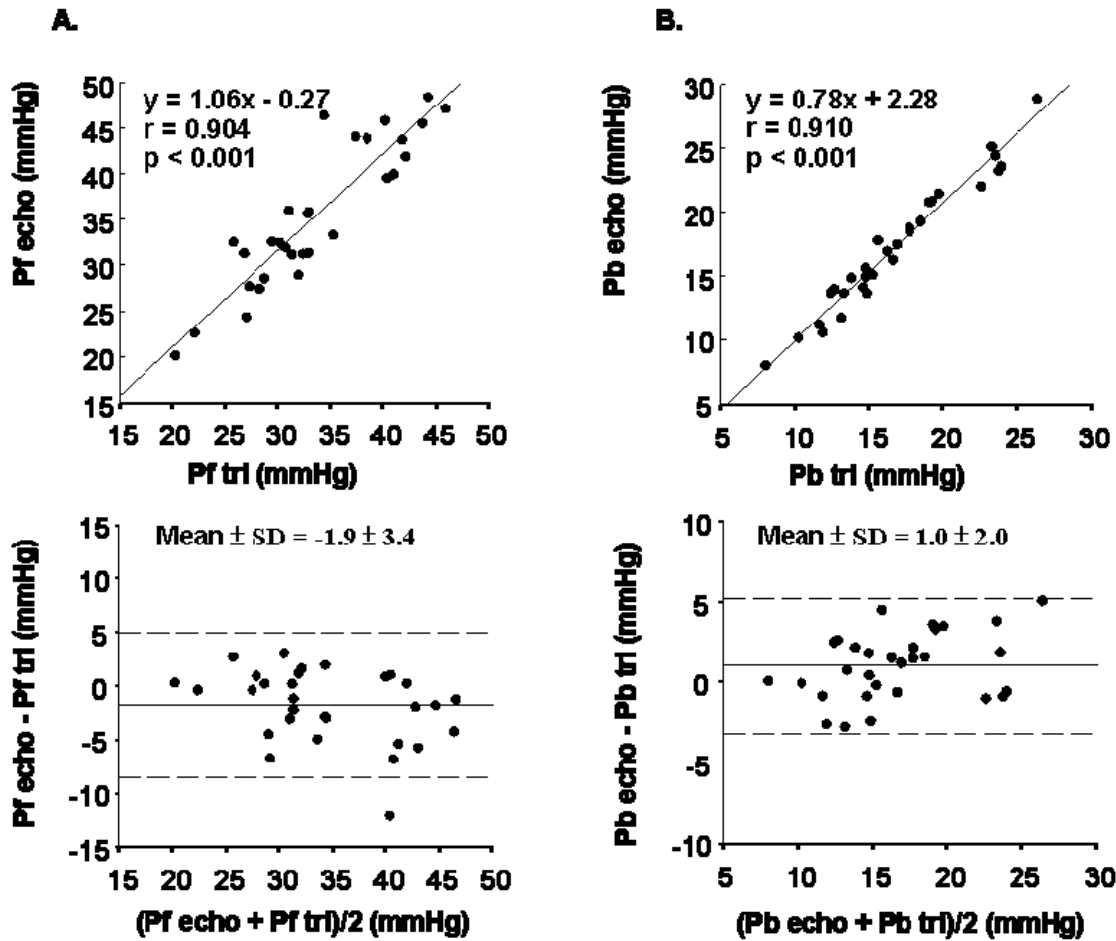 A.
Pf echo (mmHg)
50
45
40
35
30
25
20
15
y = 1.06x - 0.27
r = 0.904
p < 0.001
15 20 25 30 35 40 45 50
Pf trl (mmHg)
B.
Pb echo (mmHg)
30
25
20
15
10
5
y = 0.78x + 2.28
r = 0.910
p < 0.001
5 10 15 20 25 30
Pb trl (mmHg)
Pf echo - Pf trl (mmHg)
15
10
5
0
-5
-10
-15
Mean ± SD = -1.9 ± 3.4
15 20 25 30 35 40 45 50
(Pf echo + Pf trl)/2 (mmHg)
Pb echo - Pb trl (mmHg)
10
5
0
-5
-10
Mean ± SD = 1.0 ± 2.0
5 10 15 20 25 30
(Pb echo + Pb trl)/2 (mmHg)